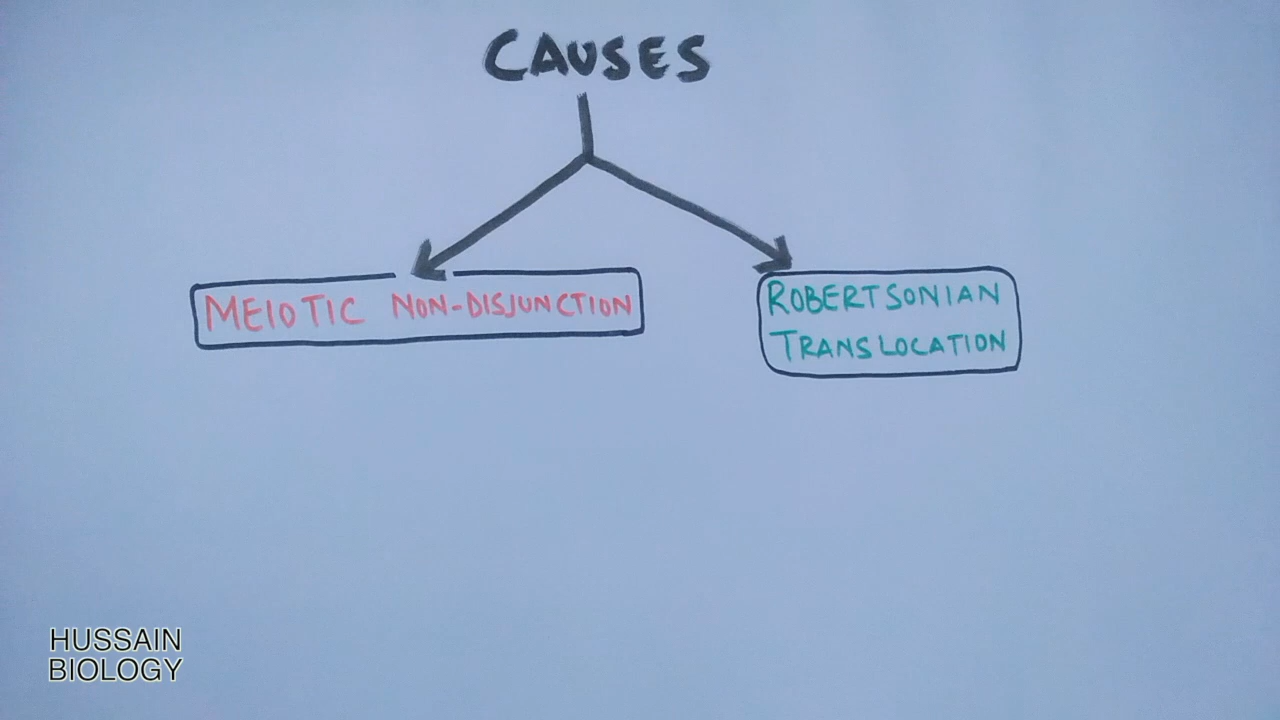 CAUSES
MEIOTIC NON-DISJUNCTION
ROBERTSONIAN
TRANSLOCATION
HUSSAIN
BIOLOGY